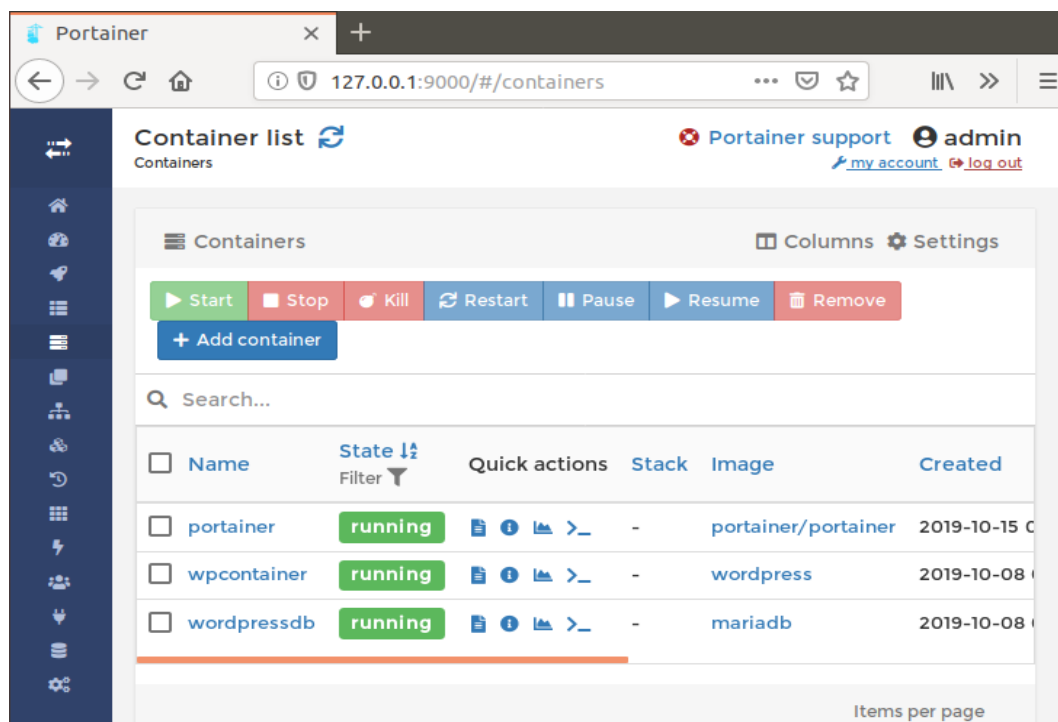 Portainer
127.0.0.1:9000/#/containers
Container list
Portainer support admin
Containers
my account log out
Containers
Columns Settings
Start Stop Kill Restart Pause Resume Remove
+ Add container
Search...
Name State Filter Quick actions Stack Image Created
portainer running - portainer/portainer 2019-10-15
wpcontainer running - wordpress 2019-10-08
wordpressdb running - mariadb 2019-10-08
Items per page